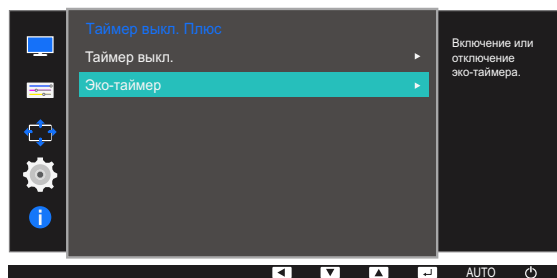 Таймер выкл. Плюс
Таймер выкл.
Эко-таймер
Включение или
отключение
эко-таймера.
AUTO